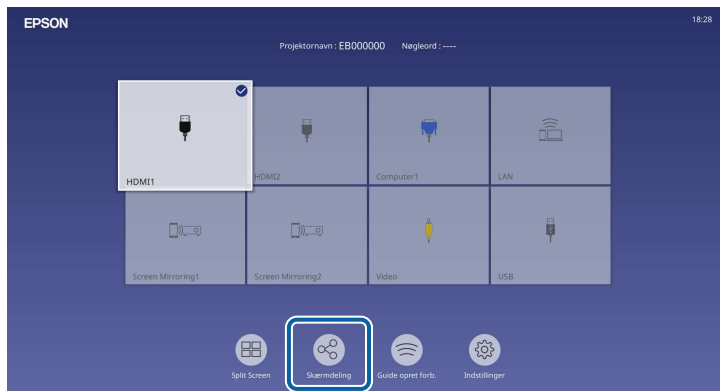 EPSON
18:28
Projektornavn : EB000000 Nøgleord : ----
HDMI1
HDMI2
Computer1
LAN
Screen Mirroring1
Screen Mirroring2
Video
USB
Split Screen
Skærmdeling
Guide opret forb.
Indstillinger